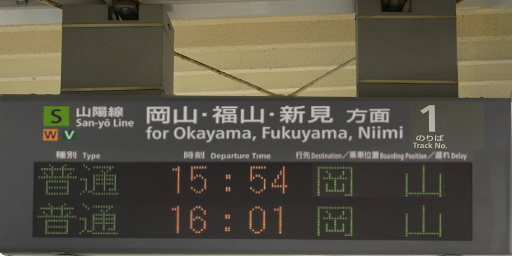 S 山陽線 San-yō Line W V
岡山・福山・新見 方面
for Okayama, Fukuyama, Niimi
1 のりば Track No.
種別 Type 時刻 Departure Time 行先 Destination／乗車位置 Boarding Position／遅れ Delay
普通 15:54 岡山
普通 16:01 岡山